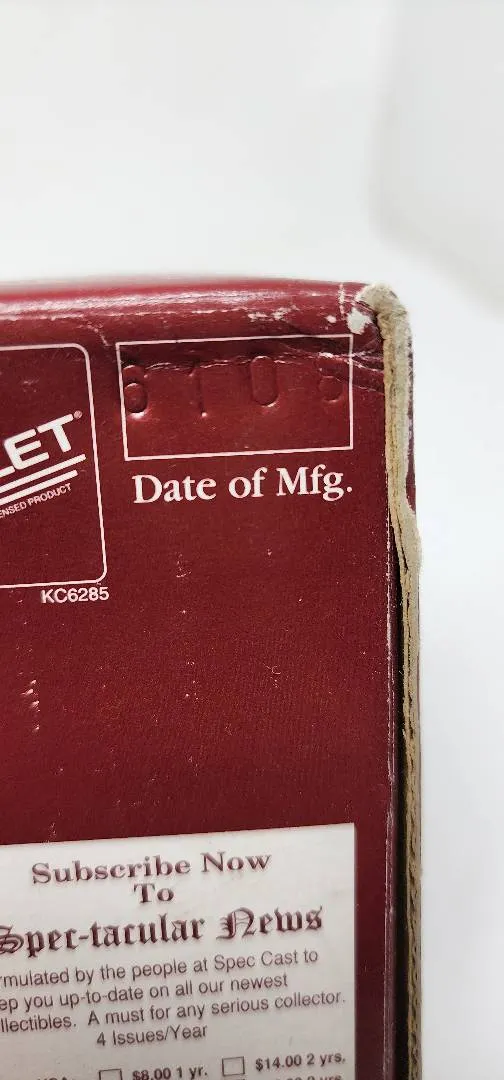 LET®
ENSED PRODUCT
Date of Mfg.
KC6285
Subscribe Now
To
Spec-tacular News
rmulated by the people at Spec Cast to
ep you up-to-date on all our newest
llectibles. A must for any serious collector.
4 Issues/Year
$8.00 1 yr. $14.00 2 yrs.